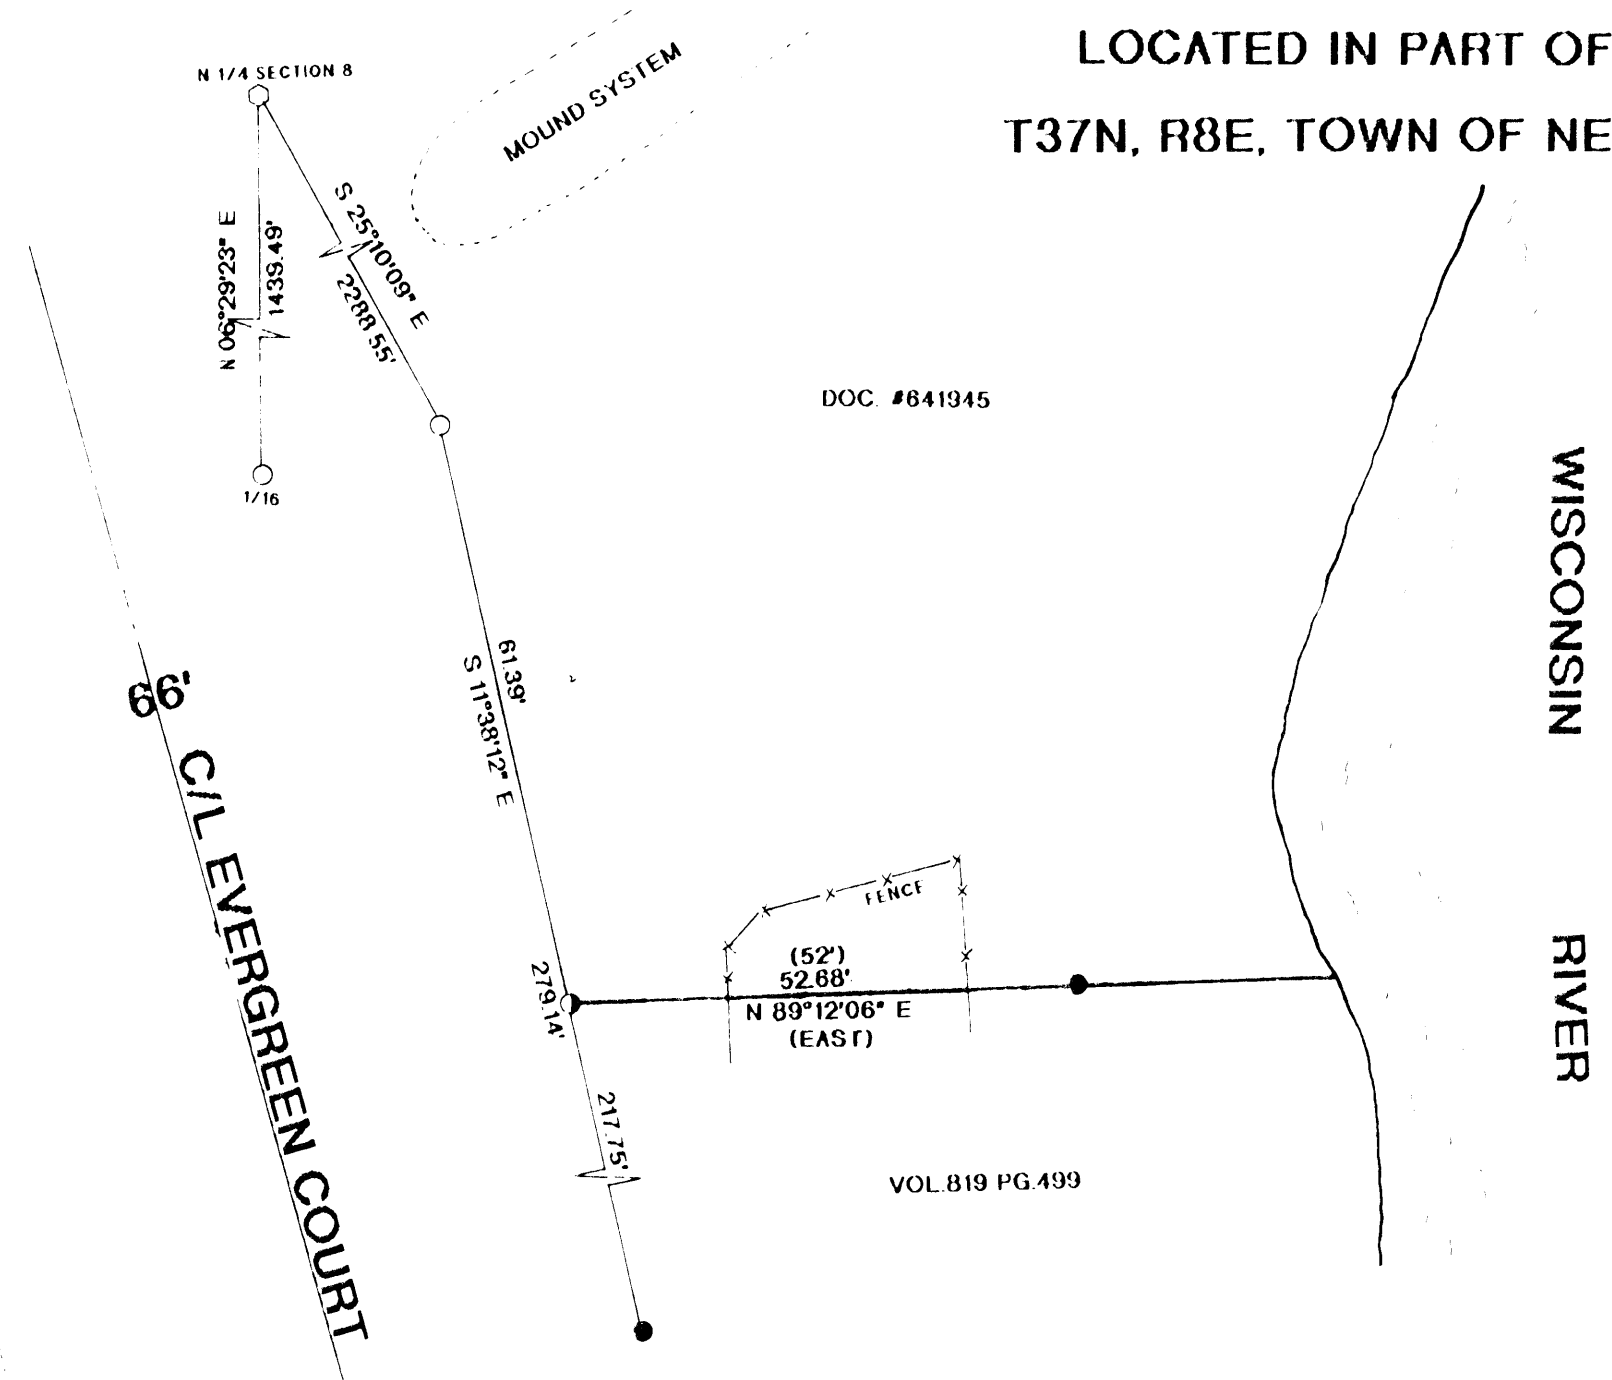 LOCATED IN PART OF
T37N, R8E, TOWN OF NE
N 1/4 SECTION 8
MOUND SYSTEM
N 06°29'23" E
1439.49'
S 25°10'09" E
2288.55'
1/16
DOC. #641945
WISCONSIN RIVER
61.39'
S 11°38'12" E
66'
C/L EVERGREEN COURT
FENCE
(52')
52.68'
N 89°12'06" E
(EAST)
279.14'
217.75'
VOL.819 PG.499